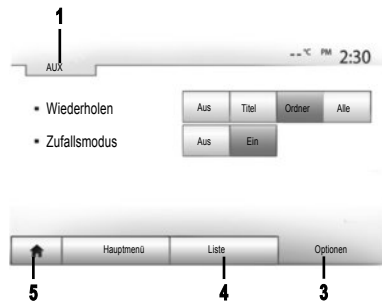 1
--°C PM 2:30
AUX
▪ Wiederholen Aus Titel Ordner Alle
▪ Zufallsmodus Aus Ein
Hauptmenü Liste Optionen
5 4 3